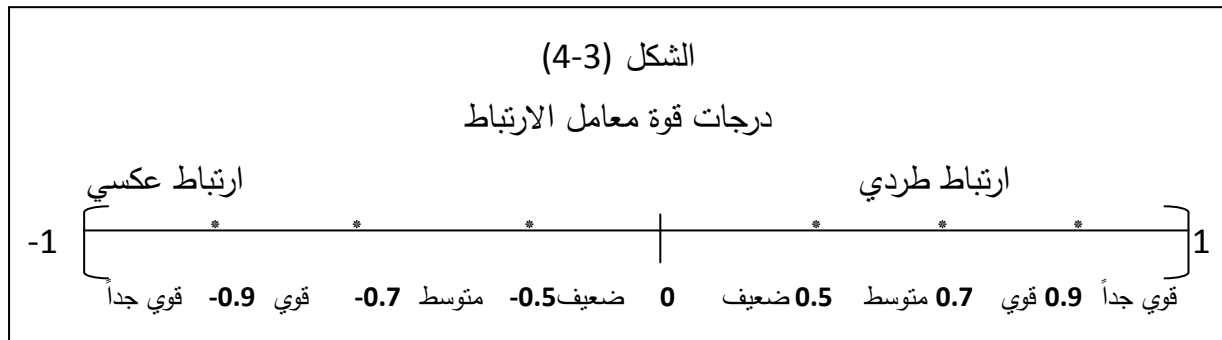 الشكل (3-4)
درجات قوة معامل الارتباط
ارتباط طردي ارتباط عكسي
1 -1
قوي جداً 0.9 قوي 0.7 متوسط 0.5 ضعيف 0 ضعيف -0.5 متوسط -0.7 قوي -0.9 قوي جداً